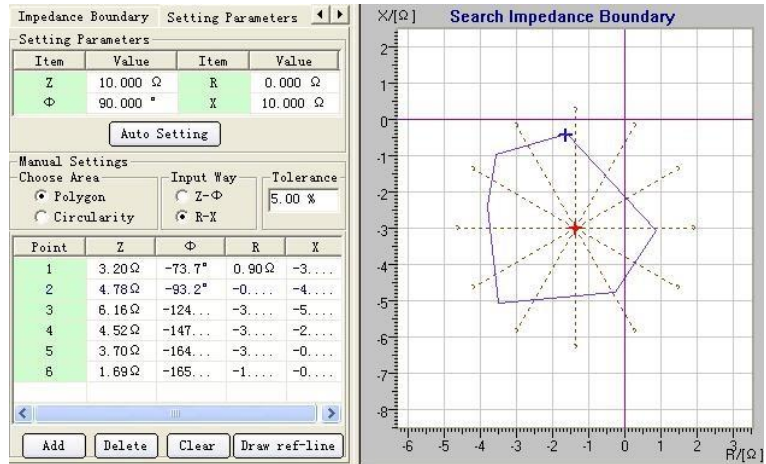 Impedance Boundary Setting Parameters
Setting Parameters
Item Value Item Value
Z 10.000 Ω R 0.000 Ω
Φ 90.000 ° X 10.000 Ω
Auto Setting
Manual Settings
Choose Area Input Way Tolerance
Polygon Z-Φ 5.00 %
Circularity R-X
Point Z Φ R X
1 3.20Ω -73.7° 0.90Ω -3....
2 4.78Ω -93.2° -0.... -4....
3 6.16Ω -124... -3.... -5....
4 4.52Ω -147... -3.... -2....
5 3.70Ω -164... -3.... -0....
6 1.69Ω -165... -1.... -0....
Add Delete Clear Draw ref-line
X/[Ω] Search Impedance Boundary
2
1
0
-1
-2
-3
-4
-5
-6
-7
-8
-6 -5 -4 -3 -2 -1 0 1 2 3
R/[Ω]